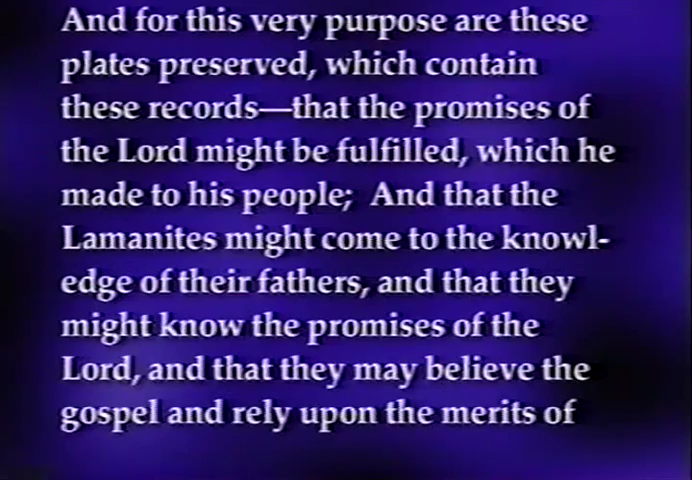 And for this very purpose are these
plates preserved, which contain
these records—that the promises of
the Lord might be fulfilled, which he
made to his people;  And that the
Lamanites might come to the knowl-
edge of their fathers, and that they
might know the promises of the
Lord, and that they may believe the
gospel and rely upon the merits of